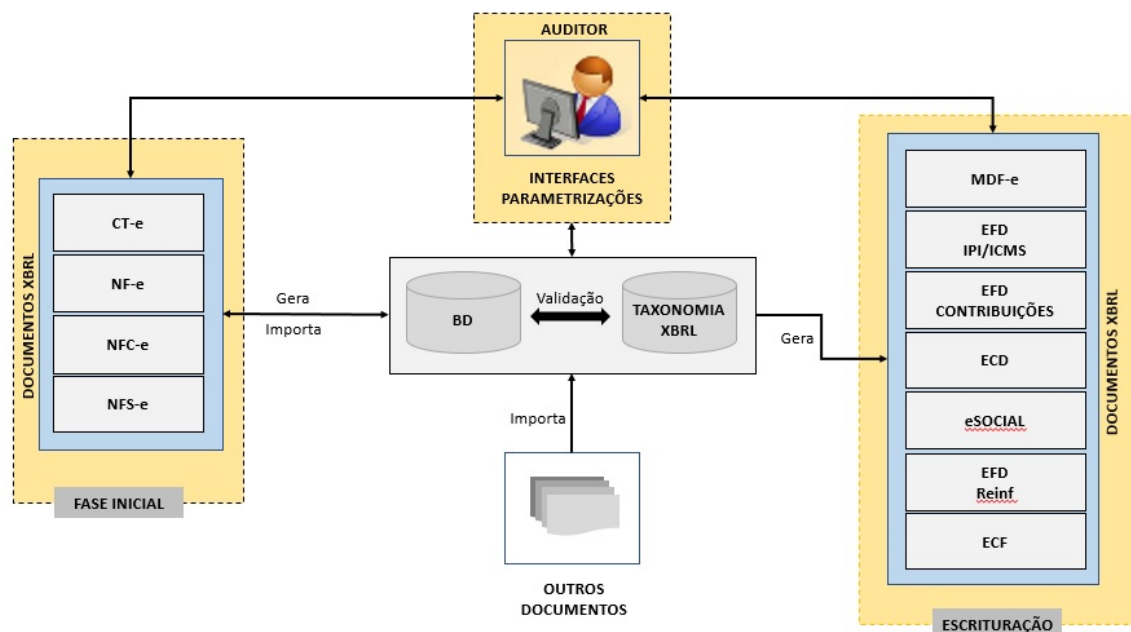 AUDITOR
INTERFACES
PARAMETRIZAÇÕES
DOCUMENTOS XBRL
CT-e
NF-e
NFC-e
NFS-e
FASE INICIAL
Gera
Importa
BD
Validação
TAXONOMIA
XBRL
Gera
Importa
OUTROS
DOCUMENTOS
MDF-e
EFD
IPI/ICMS
EFD
CONTRIBUIÇÕES
ECD
eSOCIAL
EFD
Reinf
ECF
DOCUMENTOS XBRL
ESCRITURAÇÃO